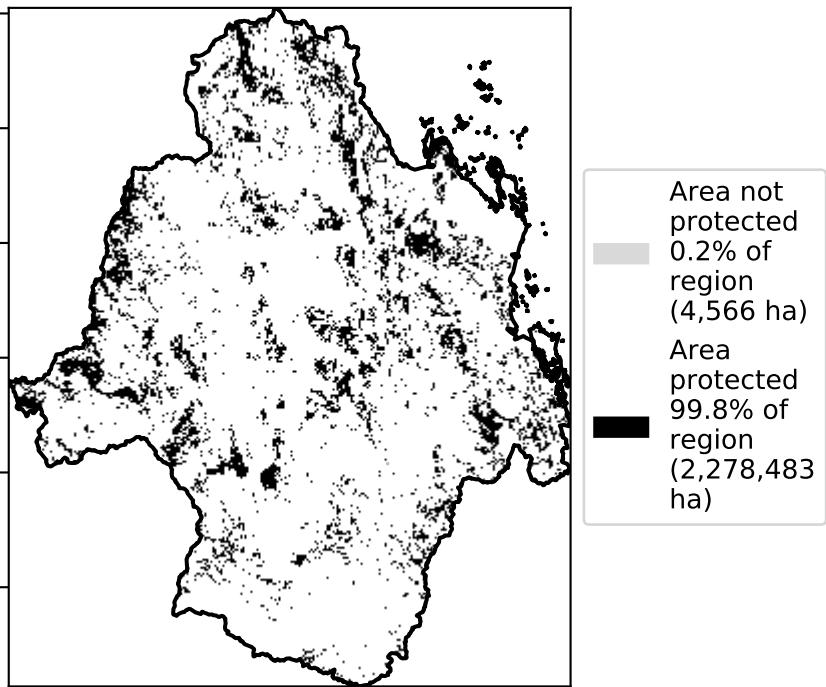 Area not
protected
0.2% of
region
(4,566 ha)
Area
protected
99.8% of
region
(2,278,483
ha)